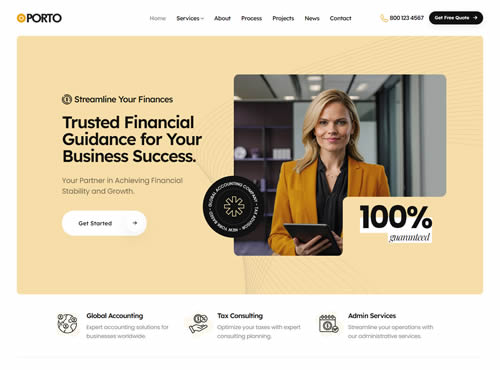 PORTO
Home Services About Process Projects News Contact
800 123 4567
Get Free Quote
Streamline Your Finances
Trusted Financial
Guidance for Your
Business Success.
Your Partner in Achieving Financial
Stability and Growth.
Get Started
GLOBAL ACCOUNTING COMPANY • TAX ADVISOR • NEW YORK BASED •
100%
guaranteed
Global Accounting
Expert accounting solutions for
businesses worldwide.
Tax Consulting
Optimize your taxes with expert
consulting planning.
Admin Services
Streamline your operations with
our administrative services.